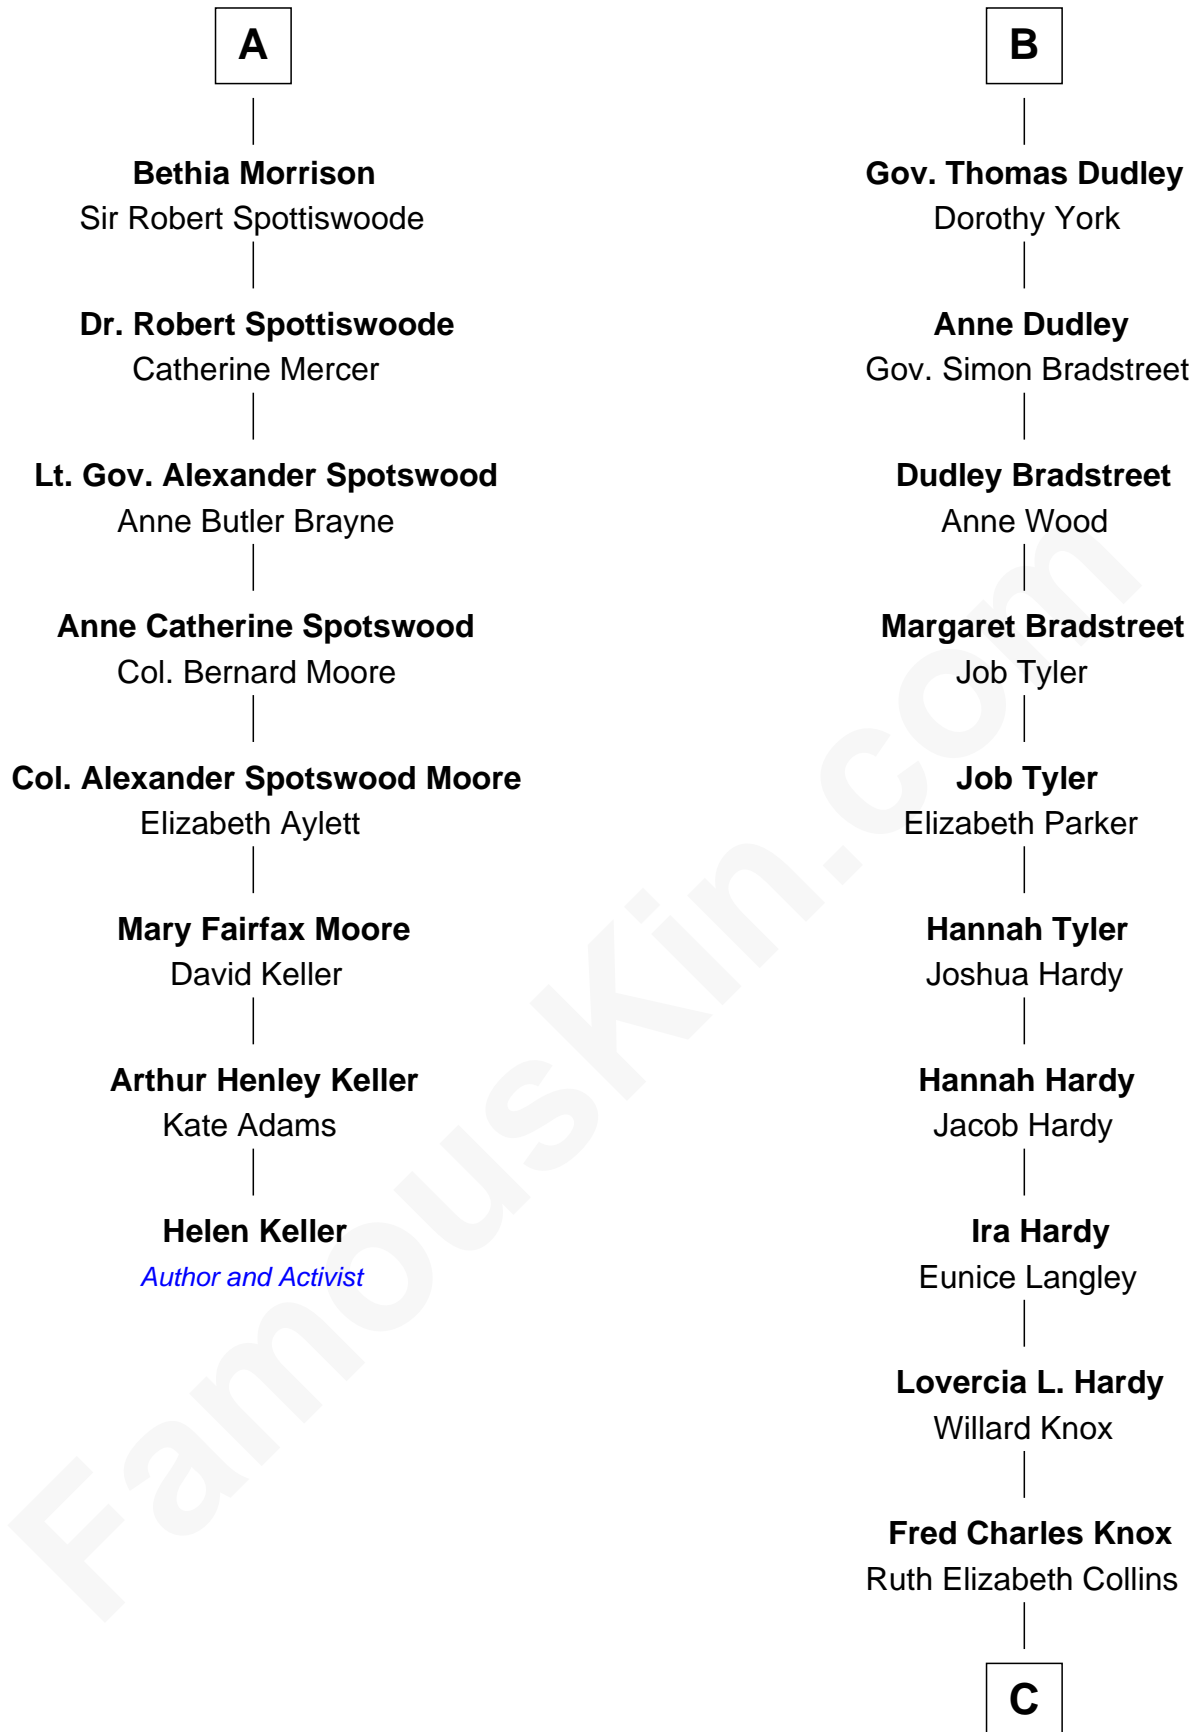 A
Bethia Morrison
Sir Robert Spottiswoode
Dr. Robert Spottiswoode
Catherine Mercer
Lt. Gov. Alexander Spotswood
Anne Butler Brayne
Anne Catherine Spotswood
Col. Bernard Moore
Col. Alexander Spotswood Moore
Elizabeth Aylett
Mary Fairfax Moore
David Keller
Arthur Henley Keller
Kate Adams
Helen Keller
Author and Activist
B
Gov. Thomas Dudley
Dorothy York
Anne Dudley
Gov. Simon Bradstreet
Dudley Bradstreet
Anne Wood
Margaret Bradstreet
Job Tyler
Job Tyler
Elizabeth Parker
Hannah Tyler
Joshua Hardy
Hannah Hardy
Jacob Hardy
Ira Hardy
Eunice Langley
Lovercia L. Hardy
Willard Knox
Fred Charles Knox
Ruth Elizabeth Collins
C
FamousKin.com